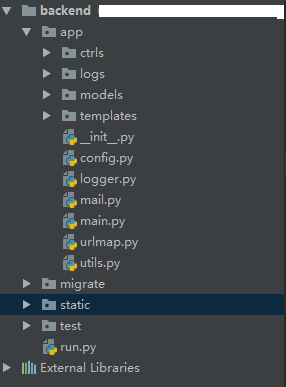 backend
app
ctrls
logs
models
templates
__init__.py
config.py
logger.py
mail.py
main.py
urlmap.py
utils.py
migrate
static
test
run.py
External Libraries